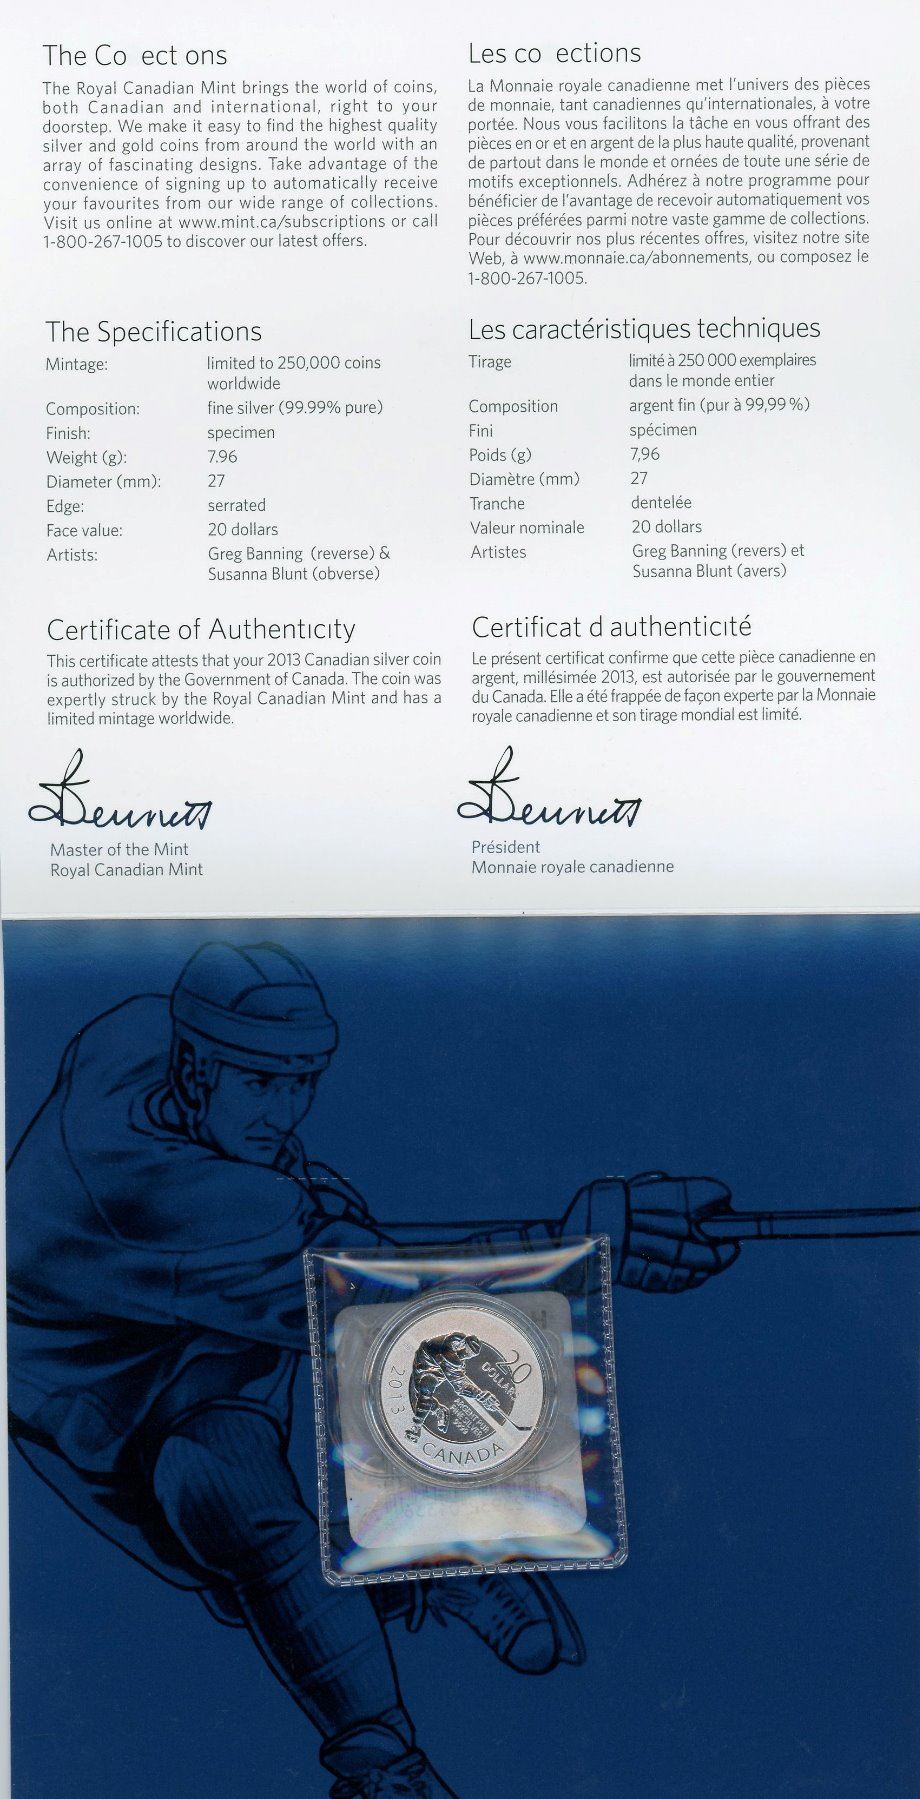 The Co ect ons
The Royal Canadian Mint brings the world of coins,
both Canadian and international, right to your
doorstep. We make it easy to find the highest quality
silver and gold coins from around the world with an
array of fascinating designs. Take advantage of the
convenience of signing up to automatically receive
your favourites from our wide range of collections.
Visit us online at www.mint.ca/subscriptions or call
1-800-267-1005 to discover our latest offers.
The Specifications
Mintage: limited to 250,000 coins
worldwide
Composition: fine silver (99.99% pure)
Finish: specimen
Weight (g): 7.96
Diameter (mm): 27
Edge: serrated
Face value: 20 dollars
Artists: Greg Banning (reverse) &
Susanna Blunt (obverse)
Certificate of Authenticity
This certificate attests that your 2013 Canadian silver coin
is authorized by the Government of Canada. The coin was
expertly struck by the Royal Canadian Mint and has a
limited mintage worldwide.
Bennett
Master of the Mint
Royal Canadian Mint
Les co ections
La Monnaie royale canadienne met l'univers des pièces
de monnaie, tant canadiennes qu'internationales, à votre
portée. Nous vous facilitons la tâche en vous offrant des
pièces en or et en argent de la plus haute qualité, provenant
de partout dans le monde et ornées de toute une série de
motifs exceptionnels. Adhérez à notre programme pour
bénéficier de l'avantage de recevoir automatiquement vos
pièces préférées parmi notre vaste gamme de collections.
Pour découvrir nos plus récentes offres, visitez notre site
Web, à www.monnaie.ca/abonnements, ou composez le
1-800-267-1005.
Les caractéristiques techniques
Tirage limité à 250 000 exemplaires
dans le monde entier
Composition argent fin (pur à 99,99 %)
Fini spécimen
Poids (g) 7,96
Diamètre (mm) 27
Tranche dentelée
Valeur nominale 20 dollars
Artistes Greg Banning (revers) et
Susanna Blunt (avers)
Certificat d authenticité
Le présent certificat confirme que cette pièce canadienne en
argent, millésimée 2013, est autorisée par le gouvernement
du Canada. Elle a été frappée de façon experte par la Monnaie
royale canadienne et son tirage mondial est limité.
Bennett
Président
Monnaie royale canadienne
20
DOLLARS
2013
ARGENT PUR
FINE SILVER
9999
CANADA